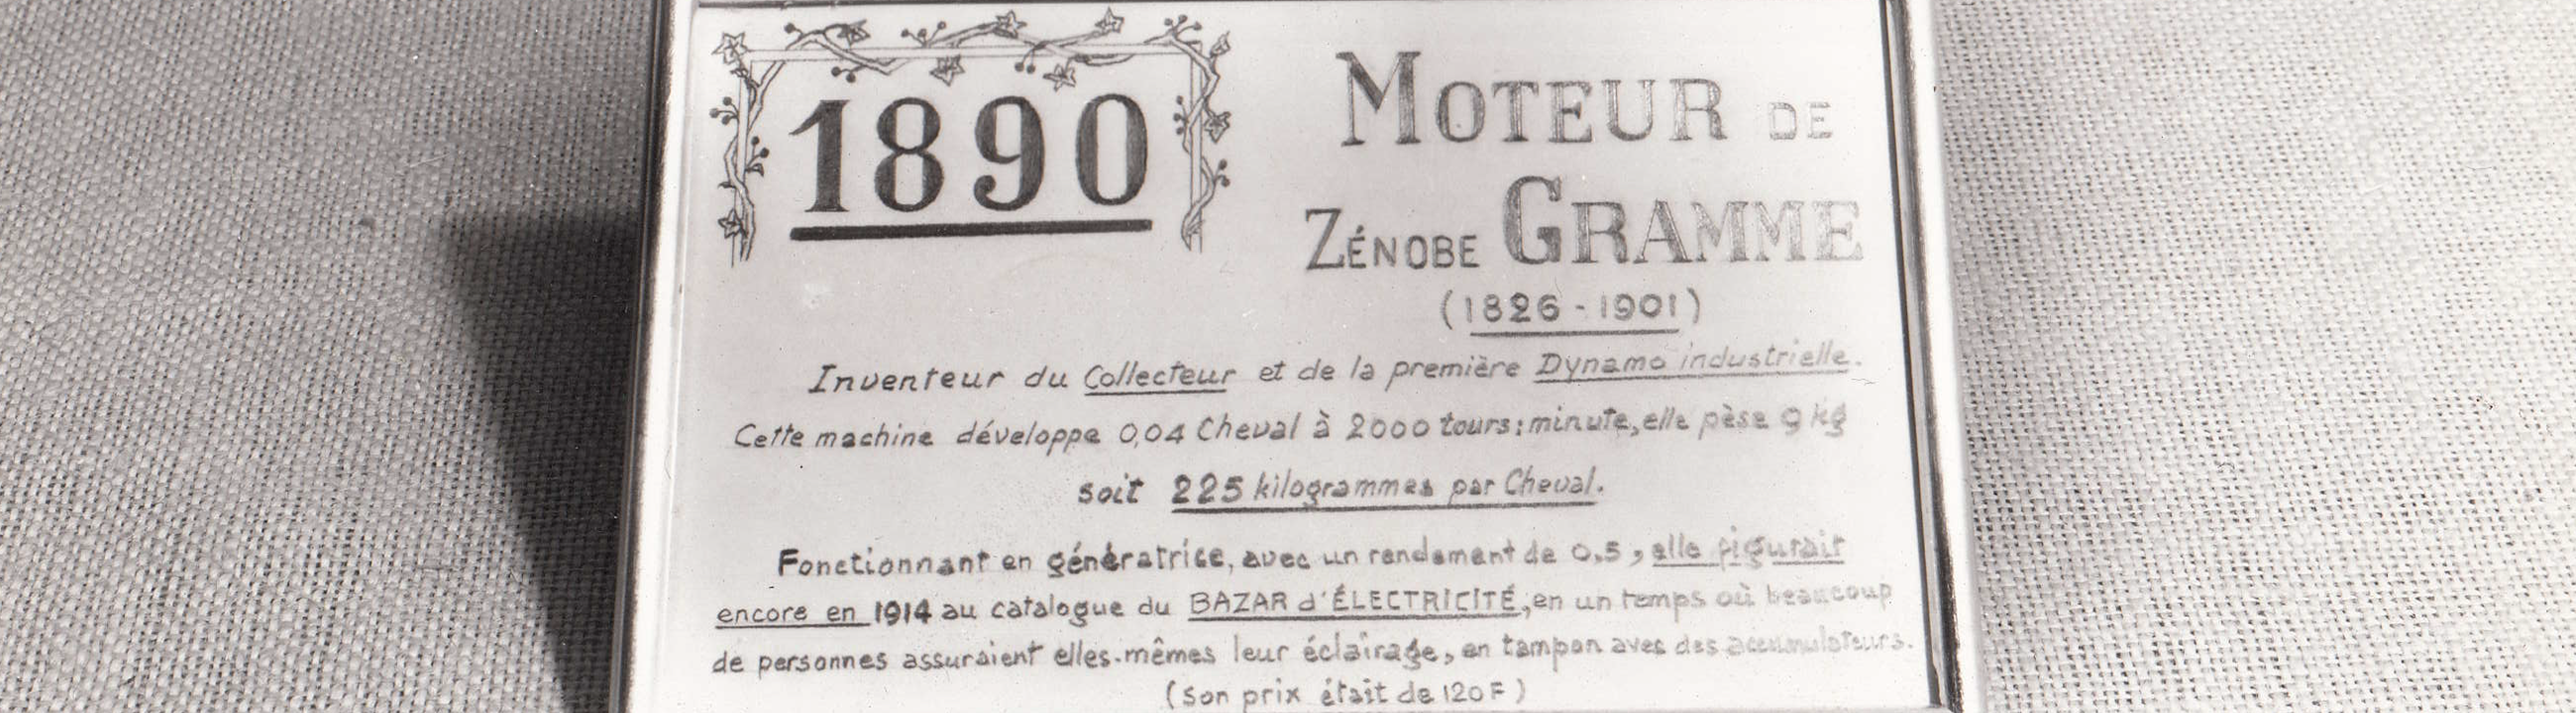 1890
MOTEUR DE
ZÉNOBE GRAMME
(1826 - 1901)
Inventeur du Collecteur et de la première Dynamo industrielle.
Cette machine développe 0,04 Cheval à 2000 tours:minute, elle pèse 9 kg
soit 225 kilogrammes par Cheval.
Fonctionnant en génératrice, avec un rendement de 0,5, elle figurait
encore en 1914 au catalogue du BAZAR d'ÉLECTRICITÉ, en un temps où beaucoup
de personnes assuraient elles-mêmes leur éclairage, en tampon avec des accumulateurs.
(Son prix était de 120 F)